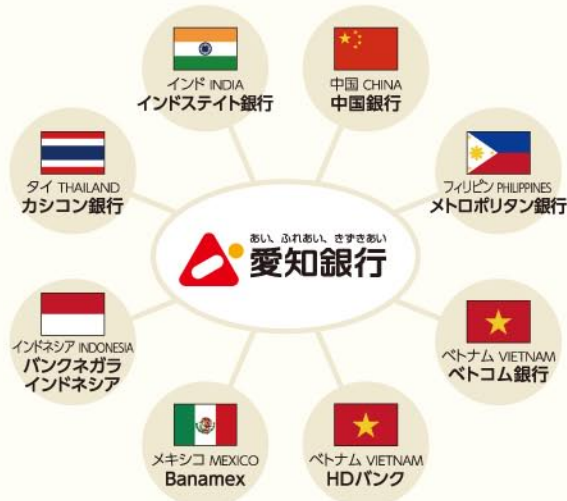 インド INDIA
インドステイト銀行
中国 CHINA
中国銀行
タイ THAILAND
カシコン銀行
フィリピン PHILIPPINES
メトロポリタン銀行
あい、ふれあい、きずきあい
愛知銀行
インドネシア INDONESIA
バンクネガラ
インドネシア
ベトナム VIETNAM
ベトコム銀行
メキシコ MEXICO
Banamex
ベトナム VIETNAM
HDバンク